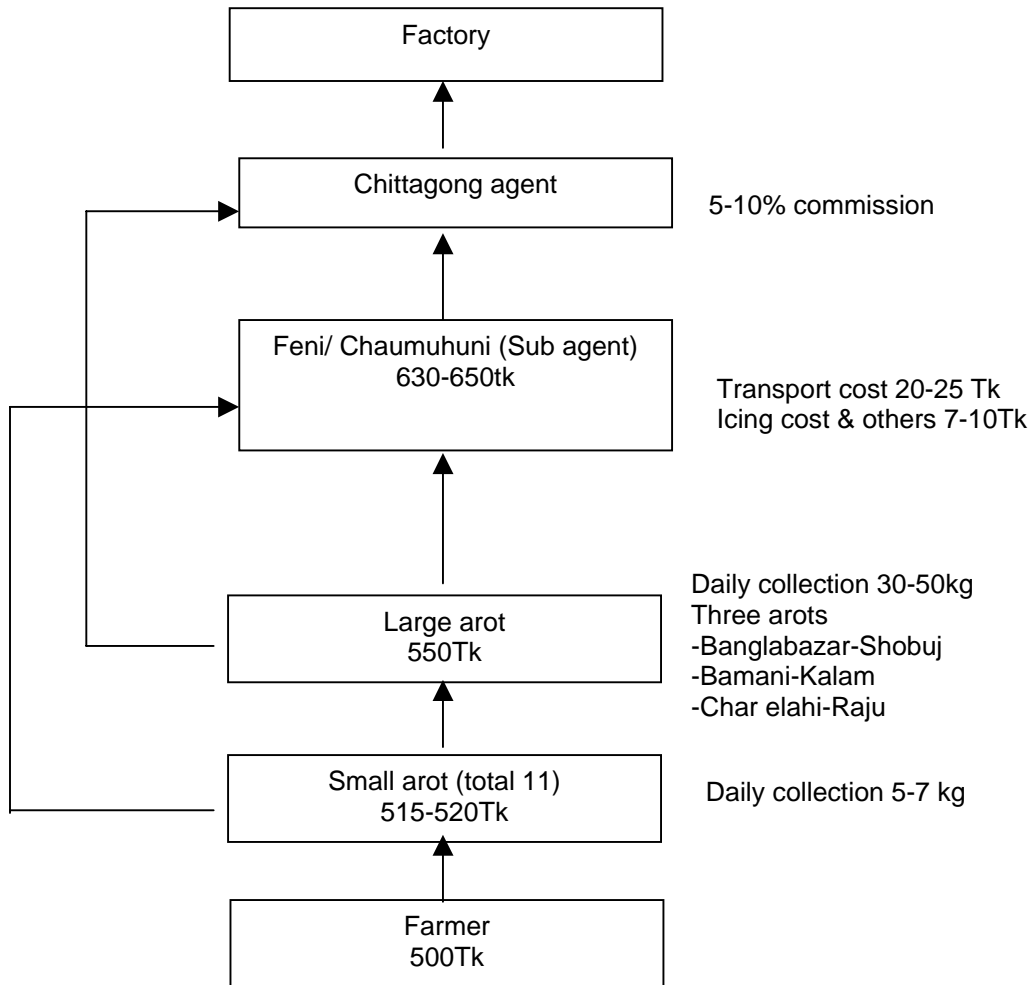 Factory
Chittagong agent
5-10% commission
Feni/ Chaumuhuni (Sub agent)
630-650tk
Transport cost 20-25 Tk
Icing cost & others 7-10Tk
Large arot
550Tk
Daily collection 30-50kg
Three arots
-Banglabazar-Shobuj
-Bamani-Kalam
-Char elahi-Raju
Small arot (total 11)
515-520Tk
Daily collection 5-7 kg
Farmer
500Tk